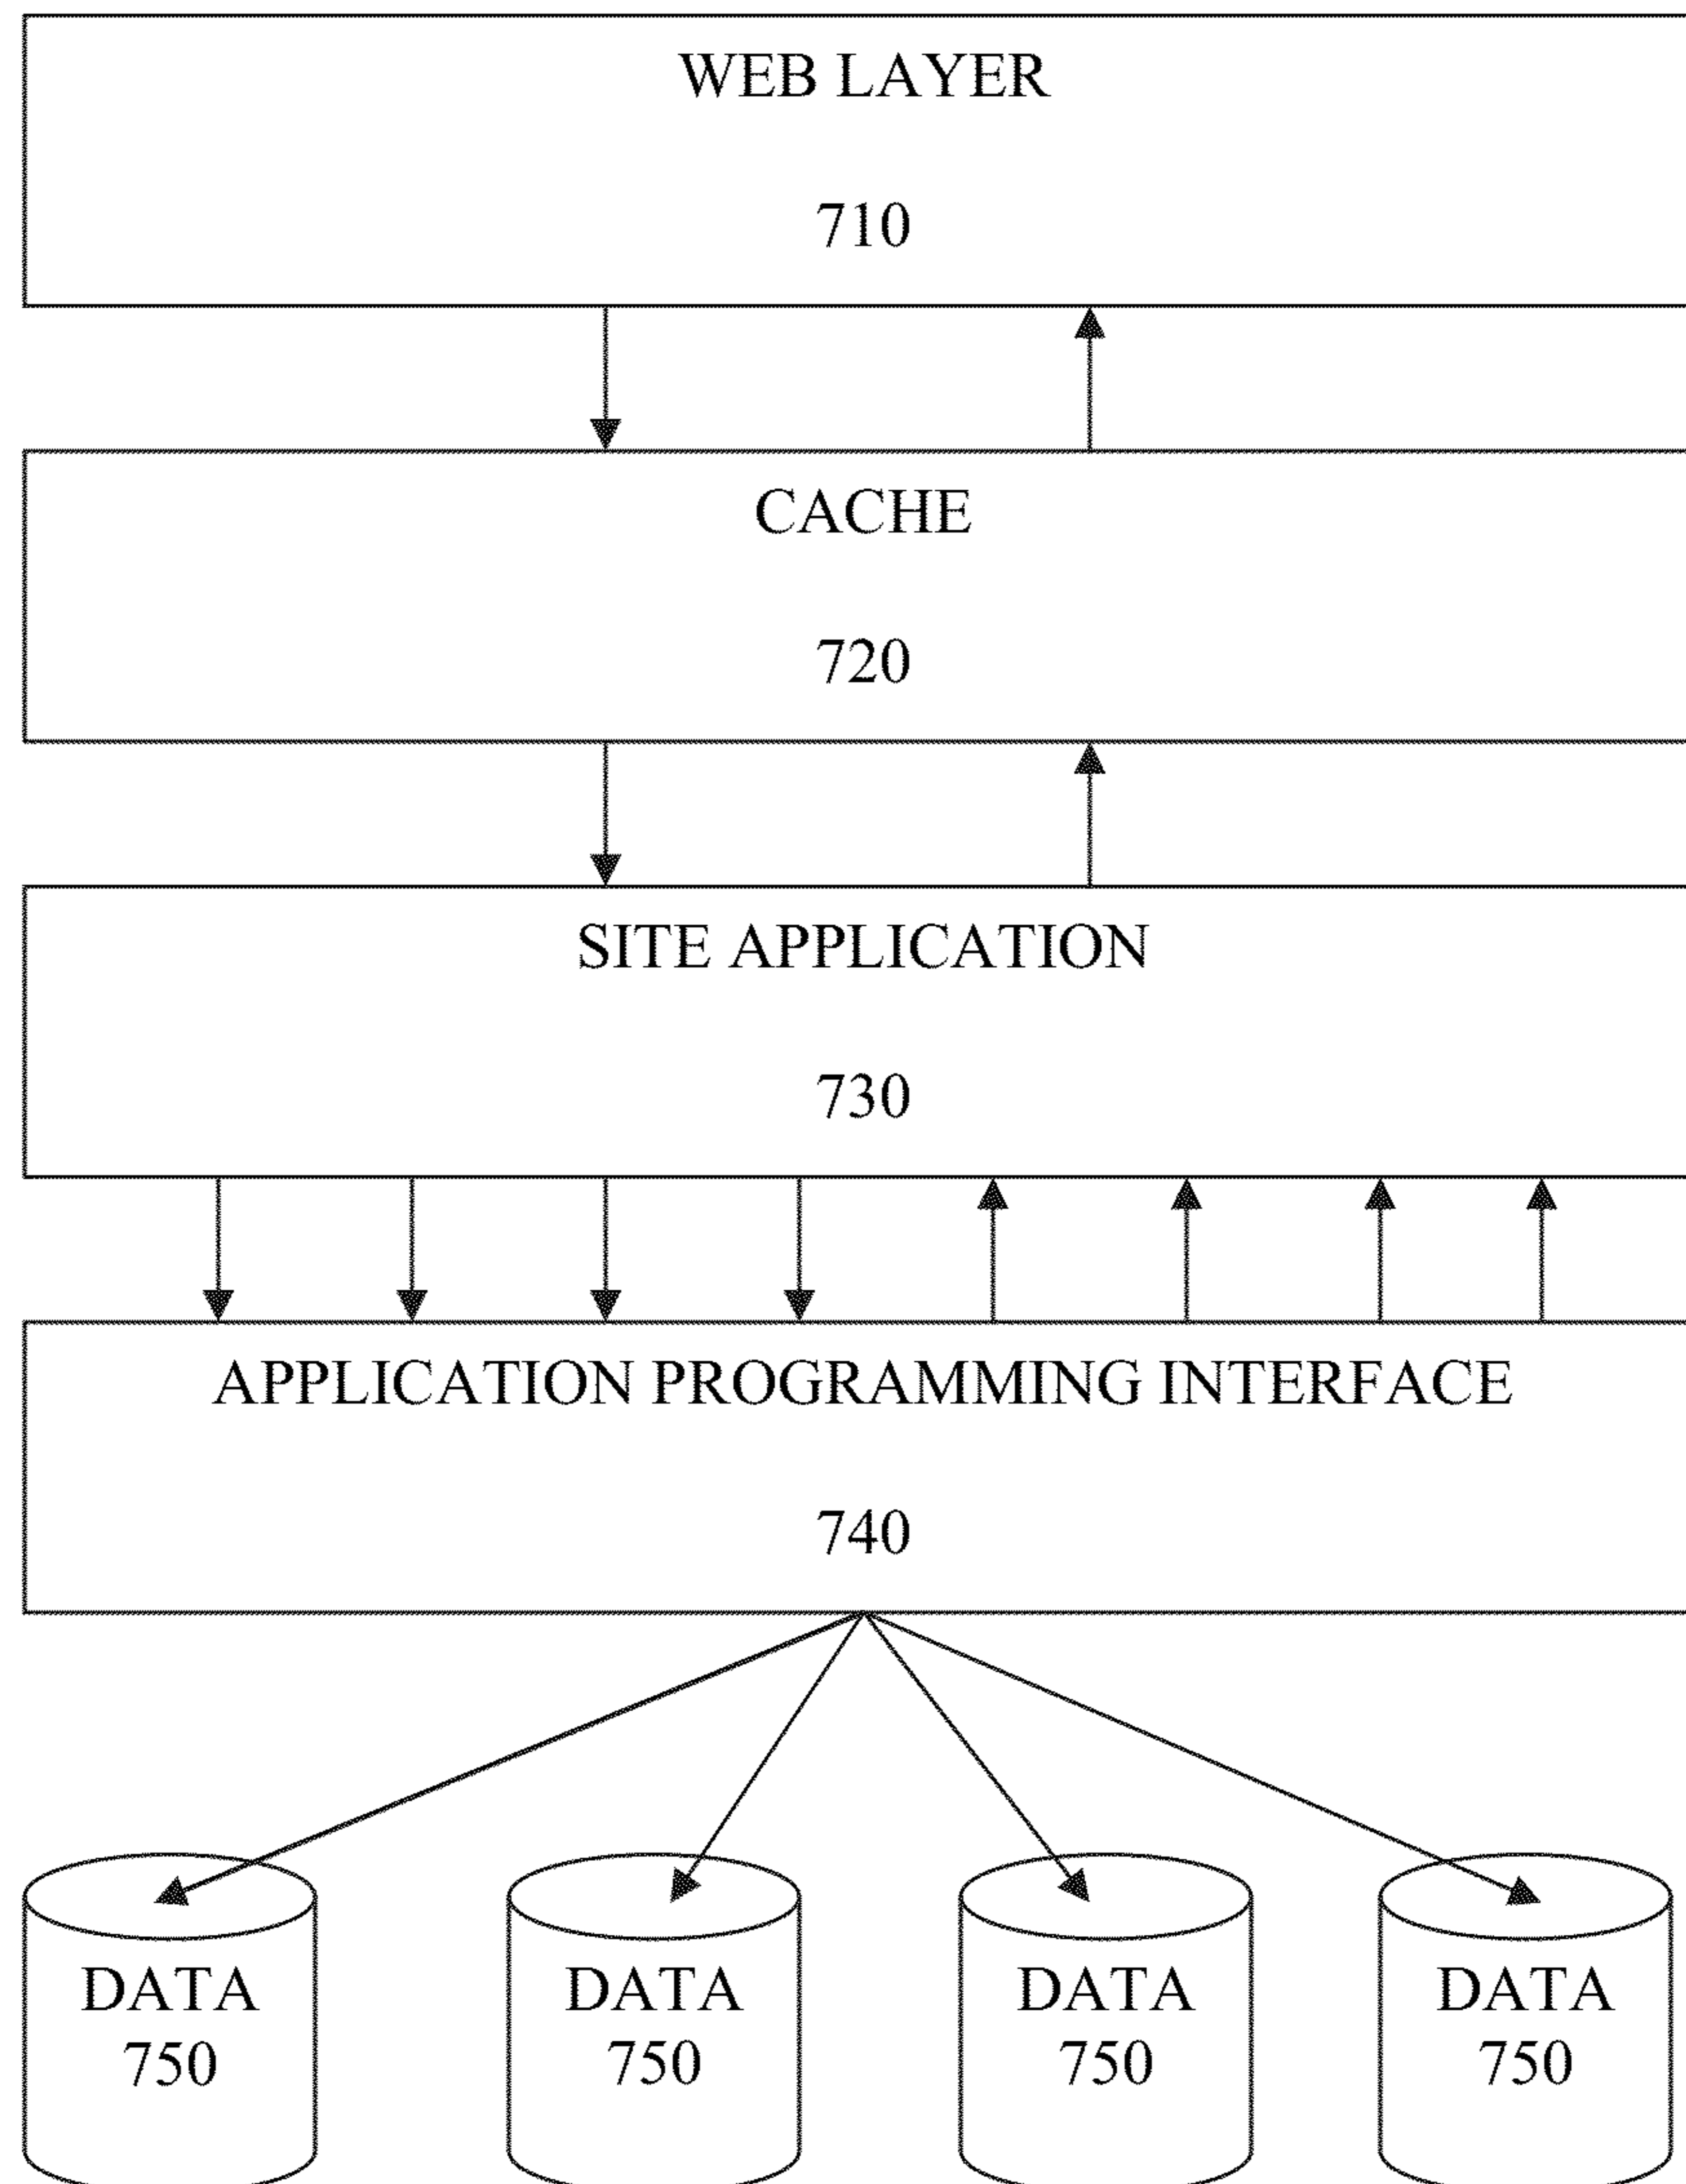 WEB LAYER
710
CACHE
720
SITE APPLICATION
730
APPLICATION PROGRAMMING INTERFACE
740
DATA
750
DATA
750
DATA
750
DATA
750